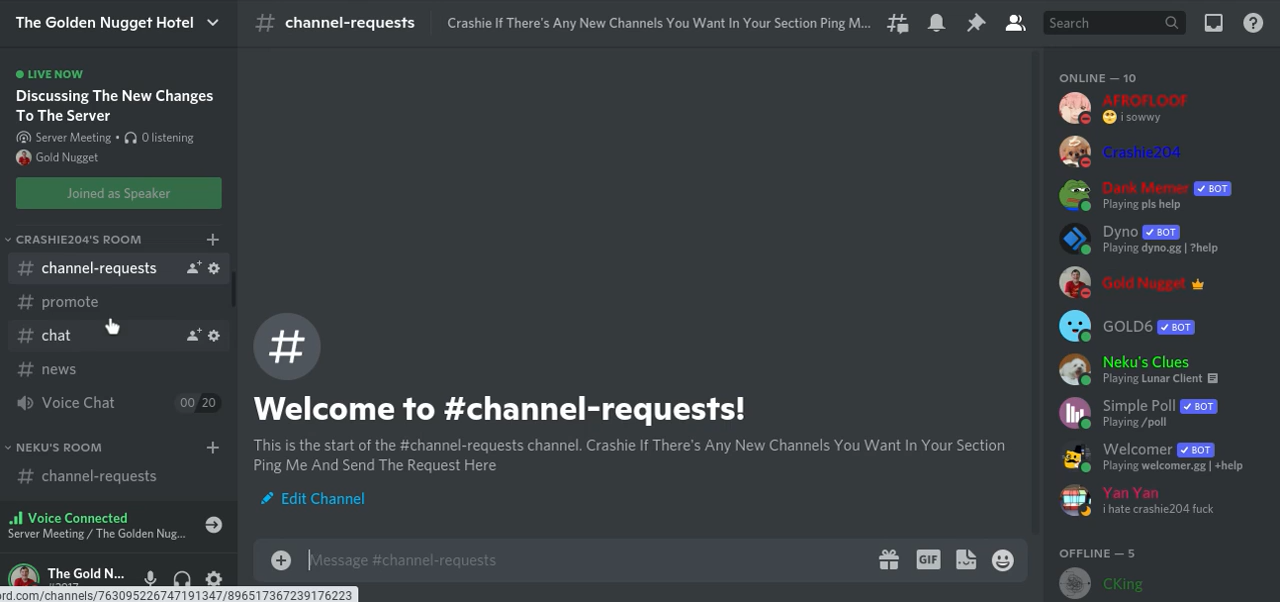 The Golden Nugget Hotel
LIVE NOW
Discussing The New Changes
To The Server
Server Meeting • 0 listening
Gold Nugget
Joined as Speaker
CRASHIE204'S ROOM
# channel-requests
# promote
# chat
# news
Voice Chat 00 20
NEKU'S ROOM
# channel-requests
Voice Connected
Server Meeting / The Golden Nug...
The Gold N...
ord.com/channels/763095226747191347/896517367239176223
# channel-requests
Crashie If There's Any New Channels You Want In Your Section Ping M...
Search
#
Welcome to #channel-requests!
This is the start of the #channel-requests channel. Crashie If There's Any New Channels You Want In Your Section
Ping Me And Send The Request Here
Edit Channel
Message #channel-requests
GIF
ONLINE — 10
AFROFLOOF
i sowwy
Crashie204
Dank Memer BOT
Playing pls help
Dyno BOT
Playing dyno.gg | ?help
Gold Nugget
GOLD6 BOT
Neku's Clues
Playing Lunar Client
Simple Poll BOT
Playing /poll
Welcomer BOT
Playing welcomer.gg | +help
Yan Yan
i hate crashie204 fuck
OFFLINE — 5
CKing